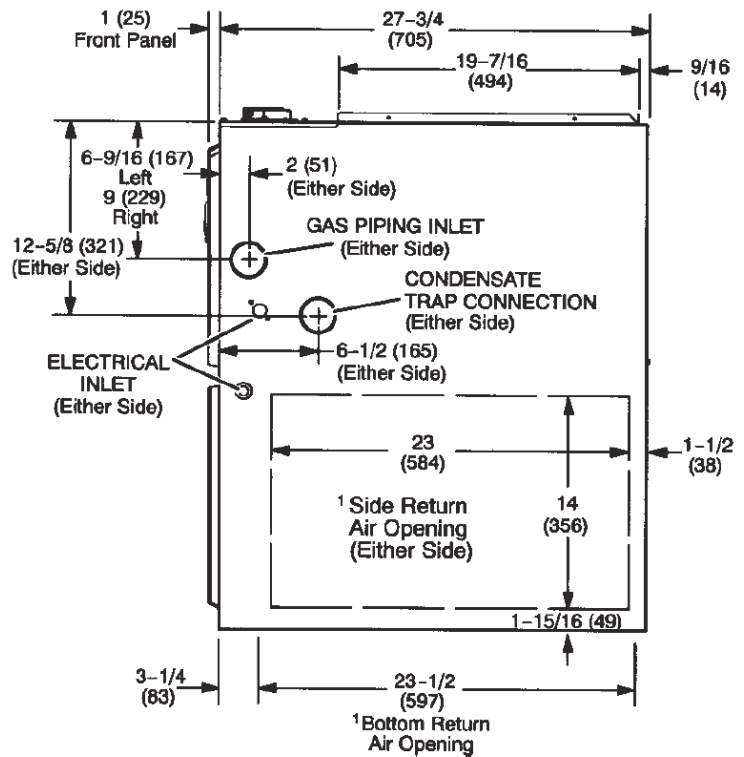 1 (25)
Front Panel
27–3/4
(705)
19–7/16
(494)
9/16
(14)
6–9/16 (167)
Left
9 (229)
Right
2 (51)
(Either Side)
GAS PIPING INLET
(Either Side)
12–5/8 (321)
(Either Side)
CONDENSATE
TRAP CONNECTION
(Either Side)
6–1/2 (165)
(Either Side)
ELECTRICAL
INLET
(Either Side)
23
(584)
1–1/2
(38)
14
(356)
1 Side Return
Air Opening
(Either Side)
1–15/16 (49)
3–1/4
(83)
23–1/2
(597)
1 Bottom Return
Air Opening